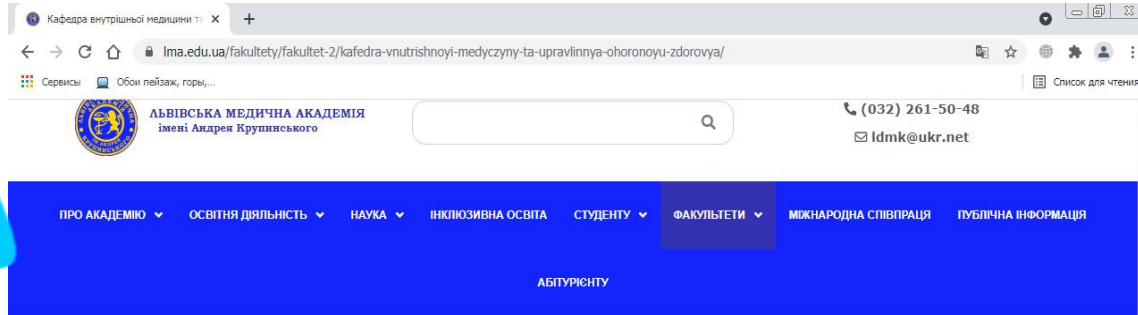 Кафедра внутрішньої медицини та
lma.edu.ua/fakultety/fakultet-2/kafedra-vnutrishnoyi-medyczyny-ta-upravlinnya-ohoronoyu-zdorovya/
Сервисы Обои пейзаж, горы,... Список для чтения
ЛЬВІВСЬКА МЕДИЧНА АКАДЕМІЯ
імені Андрея Крупинського
(032) 261-50-48
ldmk@ukr.net
ПРО АКАДЕМІЮ ОСВІТНЯ ДІЯЛЬНІСТЬ НАУКА ІНКЛЮЗИВНА ОСВІТА СТУДЕНТУ ФАКУЛЬТЕТИ МІЖНАРОДНА СПІВПРАЦЯ ПУБЛІЧНА ІНФОРМАЦІЯ
АБІТУРІЄНТУ